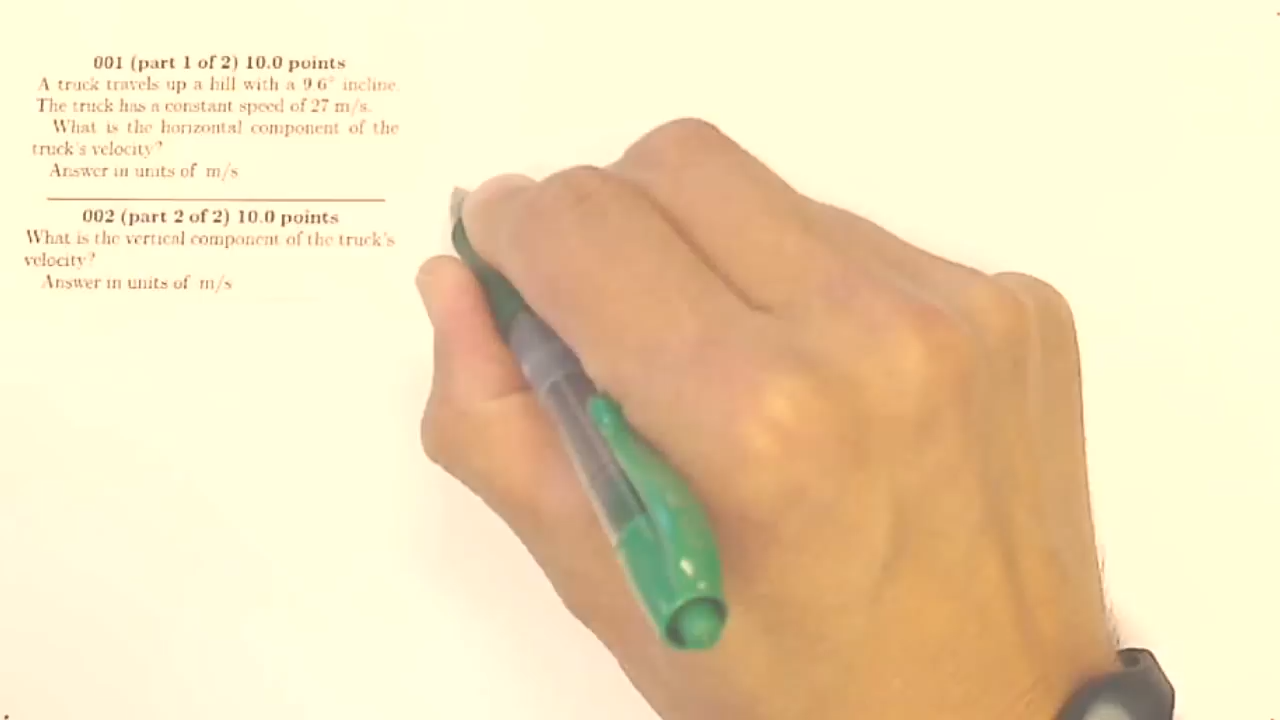 001 (part 1 of 2) 10.0 points
A truck travels up a hill with a 9.6° incline.
The truck has a constant speed of 27 m/s.
What is the horizontal component of the
truck's velocity?
Answer in units of m/s
002 (part 2 of 2) 10.0 points
What is the vertical component of the truck's
velocity?
Answer in units of m/s